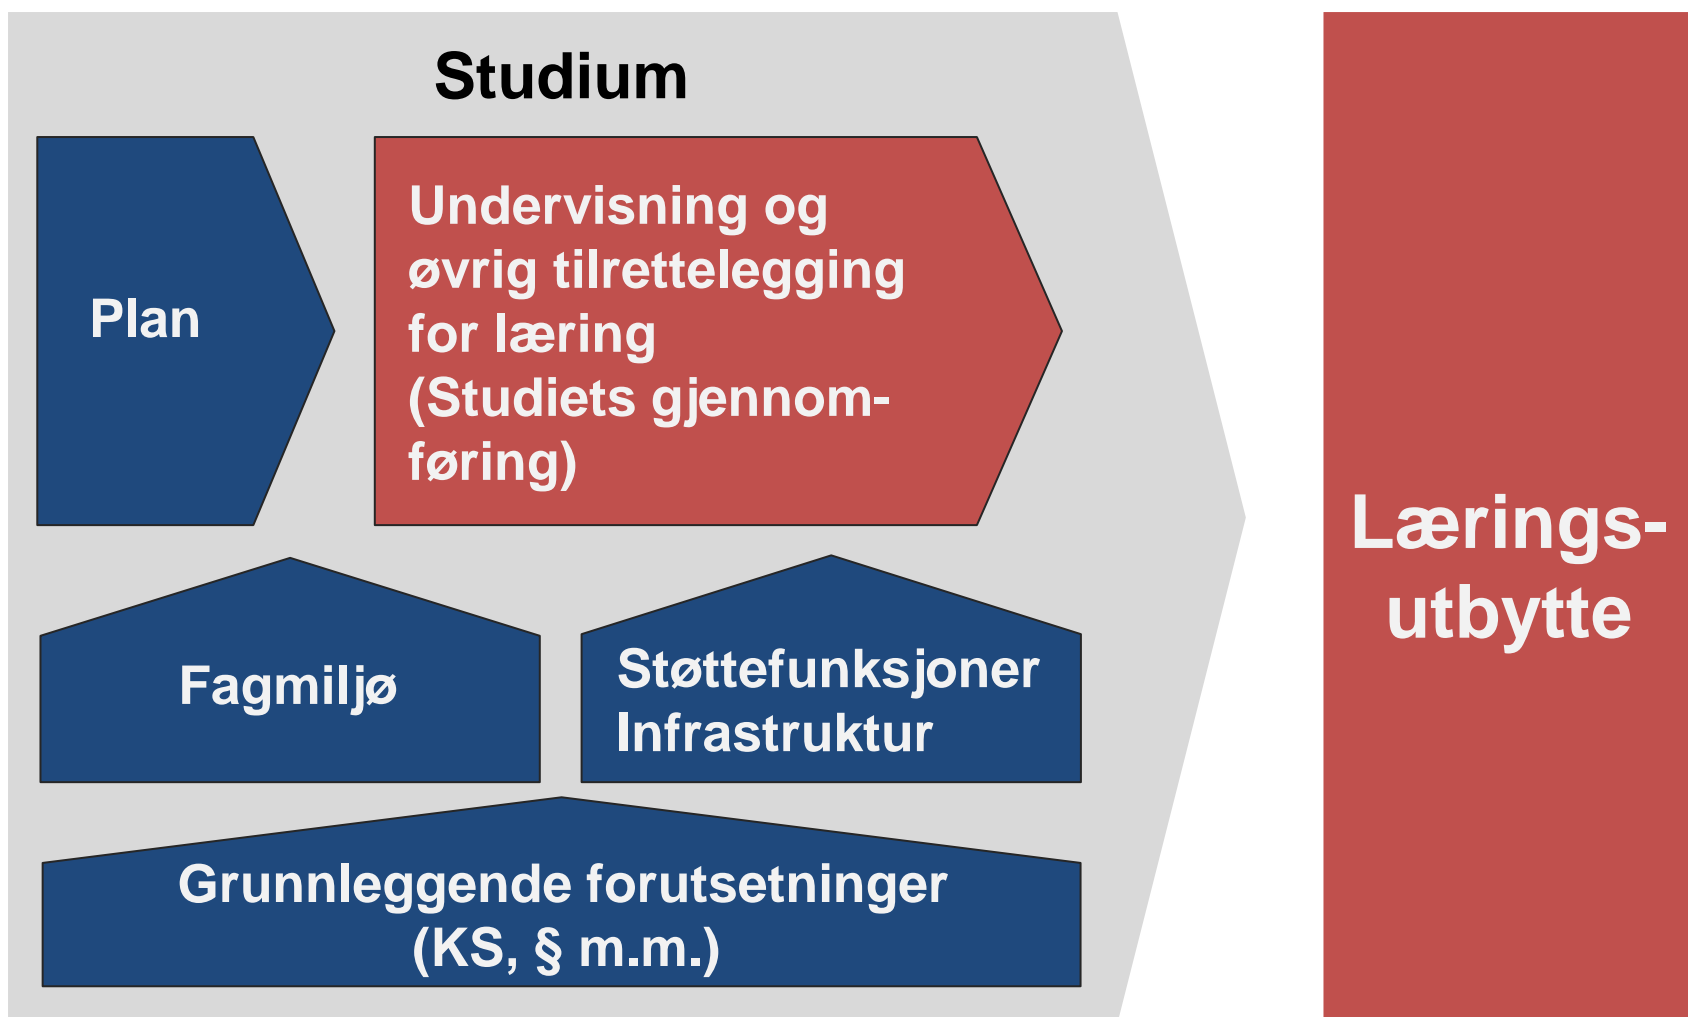 Studium
Plan
Undervisning og
øvrig tilrettelegging
for læring
(Studiets gjennom-
føring)
Fagmiljø
Støttefunksjoner
Infrastruktur
Grunnleggende forutsetninger
(KS, § m.m.)
Lærings-
utbytte